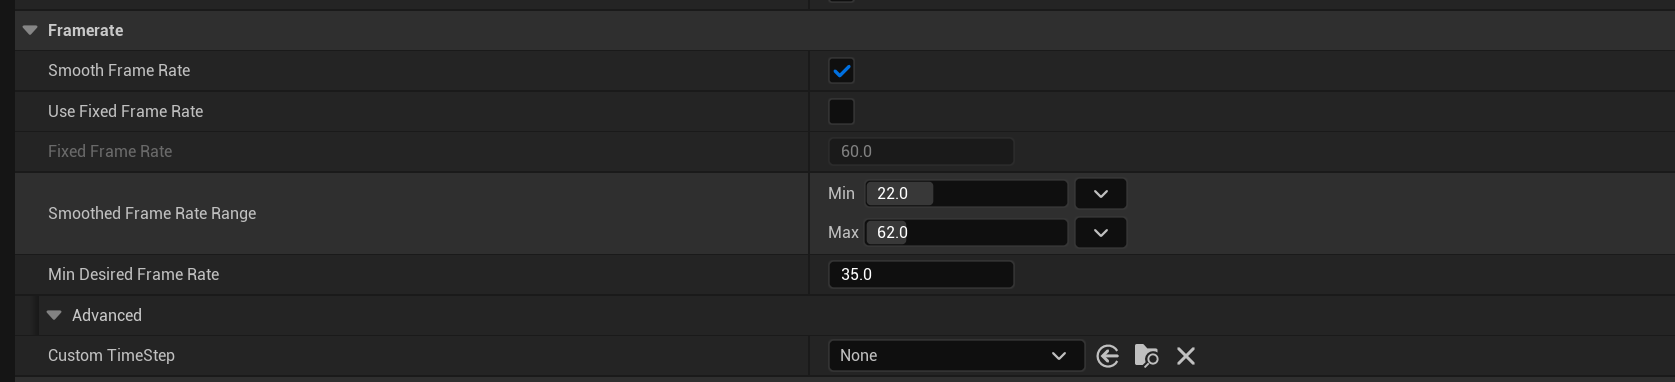 Framerate
Smooth Frame Rate
Use Fixed Frame Rate
Fixed Frame Rate 60.0
Smoothed Frame Rate Range
Min 22.0
Max 62.0
Min Desired Frame Rate 35.0
Advanced
Custom TimeStep None